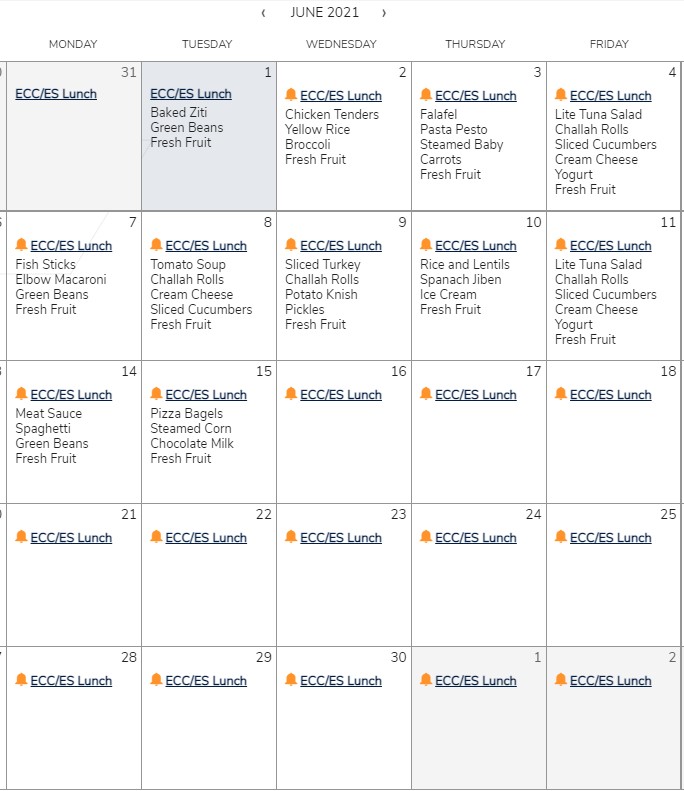 ‹ JUNE 2021 ›
MONDAY TUESDAY WEDNESDAY THURSDAY FRIDAY
31
ECC/ES Lunch
1
ECC/ES Lunch
Baked Ziti
Green Beans
Fresh Fruit
2
ECC/ES Lunch
Chicken Tenders
Yellow Rice
Broccoli
Fresh Fruit
3
ECC/ES Lunch
Falafel
Pasta Pesto
Steamed Baby
Carrots
Fresh Fruit
4
ECC/ES Lunch
Lite Tuna Salad
Challah Rolls
Sliced Cucumbers
Cream Cheese
Yogurt
Fresh Fruit
7
ECC/ES Lunch
Fish Sticks
Elbow Macaroni
Green Beans
Fresh Fruit
8
ECC/ES Lunch
Tomato Soup
Challah Rolls
Cream Cheese
Sliced Cucumbers
Fresh Fruit
9
ECC/ES Lunch
Sliced Turkey
Challah Rolls
Potato Knish
Pickles
Fresh Fruit
10
ECC/ES Lunch
Rice and Lentils
Spanach Jiben
Ice Cream
Fresh Fruit
11
ECC/ES Lunch
Lite Tuna Salad
Challah Rolls
Sliced Cucumbers
Cream Cheese
Yogurt
Fresh Fruit
14
ECC/ES Lunch
Meat Sauce
Spaghetti
Green Beans
Fresh Fruit
15
ECC/ES Lunch
Pizza Bagels
Steamed Corn
Chocolate Milk
Fresh Fruit
16
ECC/ES Lunch
17
ECC/ES Lunch
18
ECC/ES Lunch
21
ECC/ES Lunch
22
ECC/ES Lunch
23
ECC/ES Lunch
24
ECC/ES Lunch
25
ECC/ES Lunch
28
ECC/ES Lunch
29
ECC/ES Lunch
30
ECC/ES Lunch
1
ECC/ES Lunch
2
ECC/ES Lunch